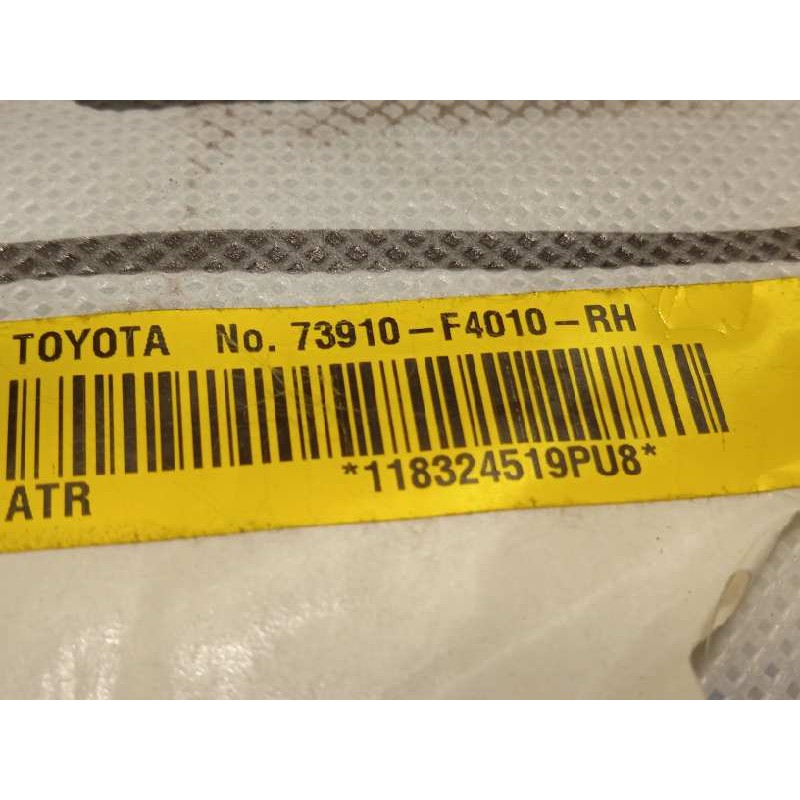 TOYOTA No. 73910-F4010-RH
*118324519PU8*
ATR